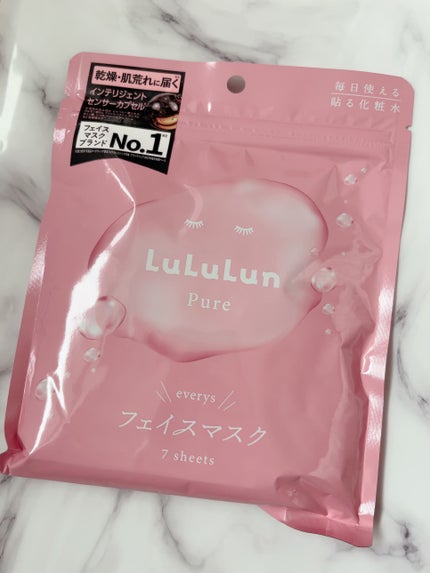 乾燥・肌荒れに届く
インテリジェント
センサーカプセル
フェイス
マスク
ブランド
No.1
毎日使える
貼る化粧水
LuLuLun
Pure
everys
フェイスマスク
7 sheets